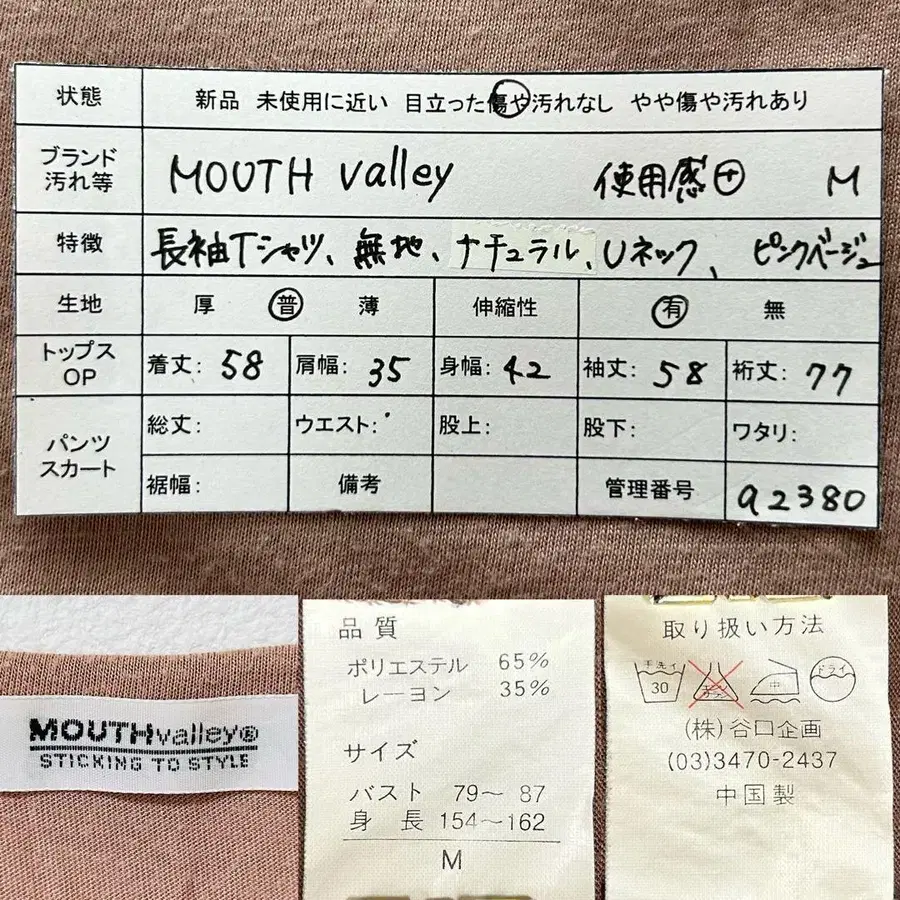 状態 新品 未使用に近い 目立った傷や汚れなし やや傷や汚れあり
ブランド
汚れ等 MOUTH valley 使用感⊕ M
特徴 長袖Tシャツ、無地、ナチュラル、Uネック、ピンクベージュ
生地 厚 普 薄 伸縮性 有 無
トップス
OP 着丈: 58 肩幅: 35 身幅: 42 袖丈: 58 裄丈: 77
パンツ
スカート 総丈: ウエスト: 股上: 股下: ワタリ:
裾幅: 備考 管理番号 a2380
MOUTHvalley®
STICKING TO STYLE
品質
ポリエステル 65%
レーヨン 35%
サイズ
バスト 79〜87
身長 154〜162
M
取り扱い方法
手洗イ 30 中 ドライ
(株)谷口企画
(03)3470-2437
中国製